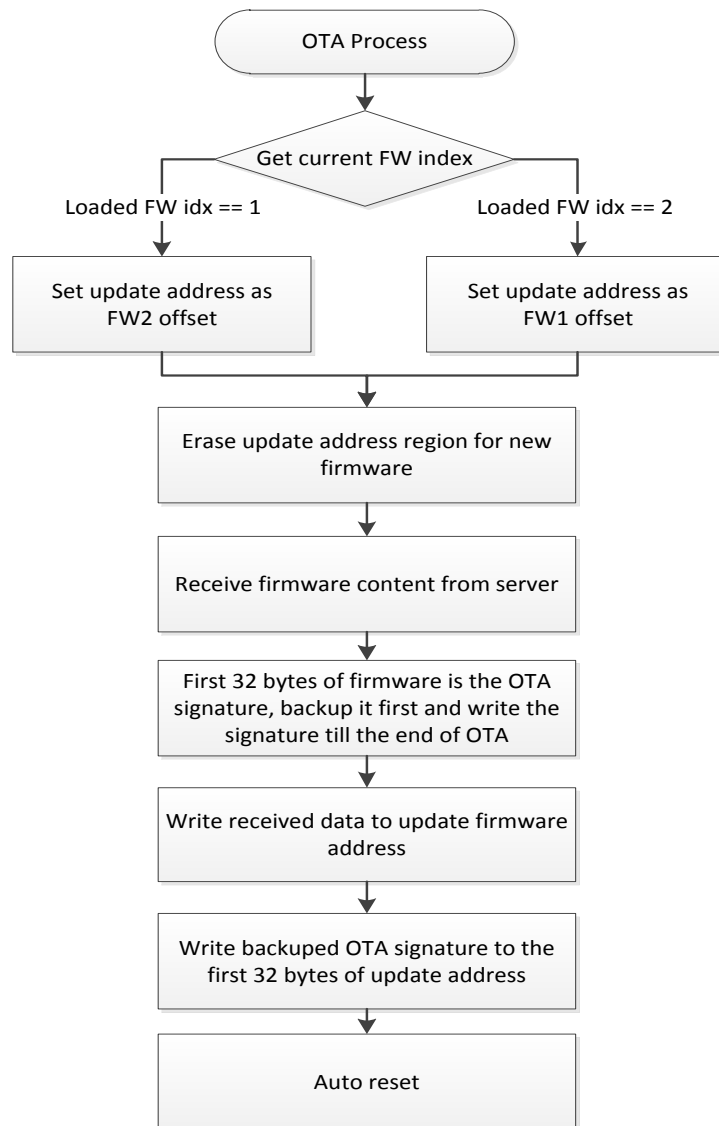 OTA Process
Get current FW index
Loaded FW idx == 1
Loaded FW idx == 2
Set update address as
FW2 offset
Set update address as
FW1 offset
Erase update address region for new
firmware
Receive firmware content from server
First 32 bytes of firmware is the OTA
signature, backup it first and write the
signature till the end of OTA
Write received data to update firmware
address
Write backuped OTA signature to the
first 32 bytes of update address
Auto reset